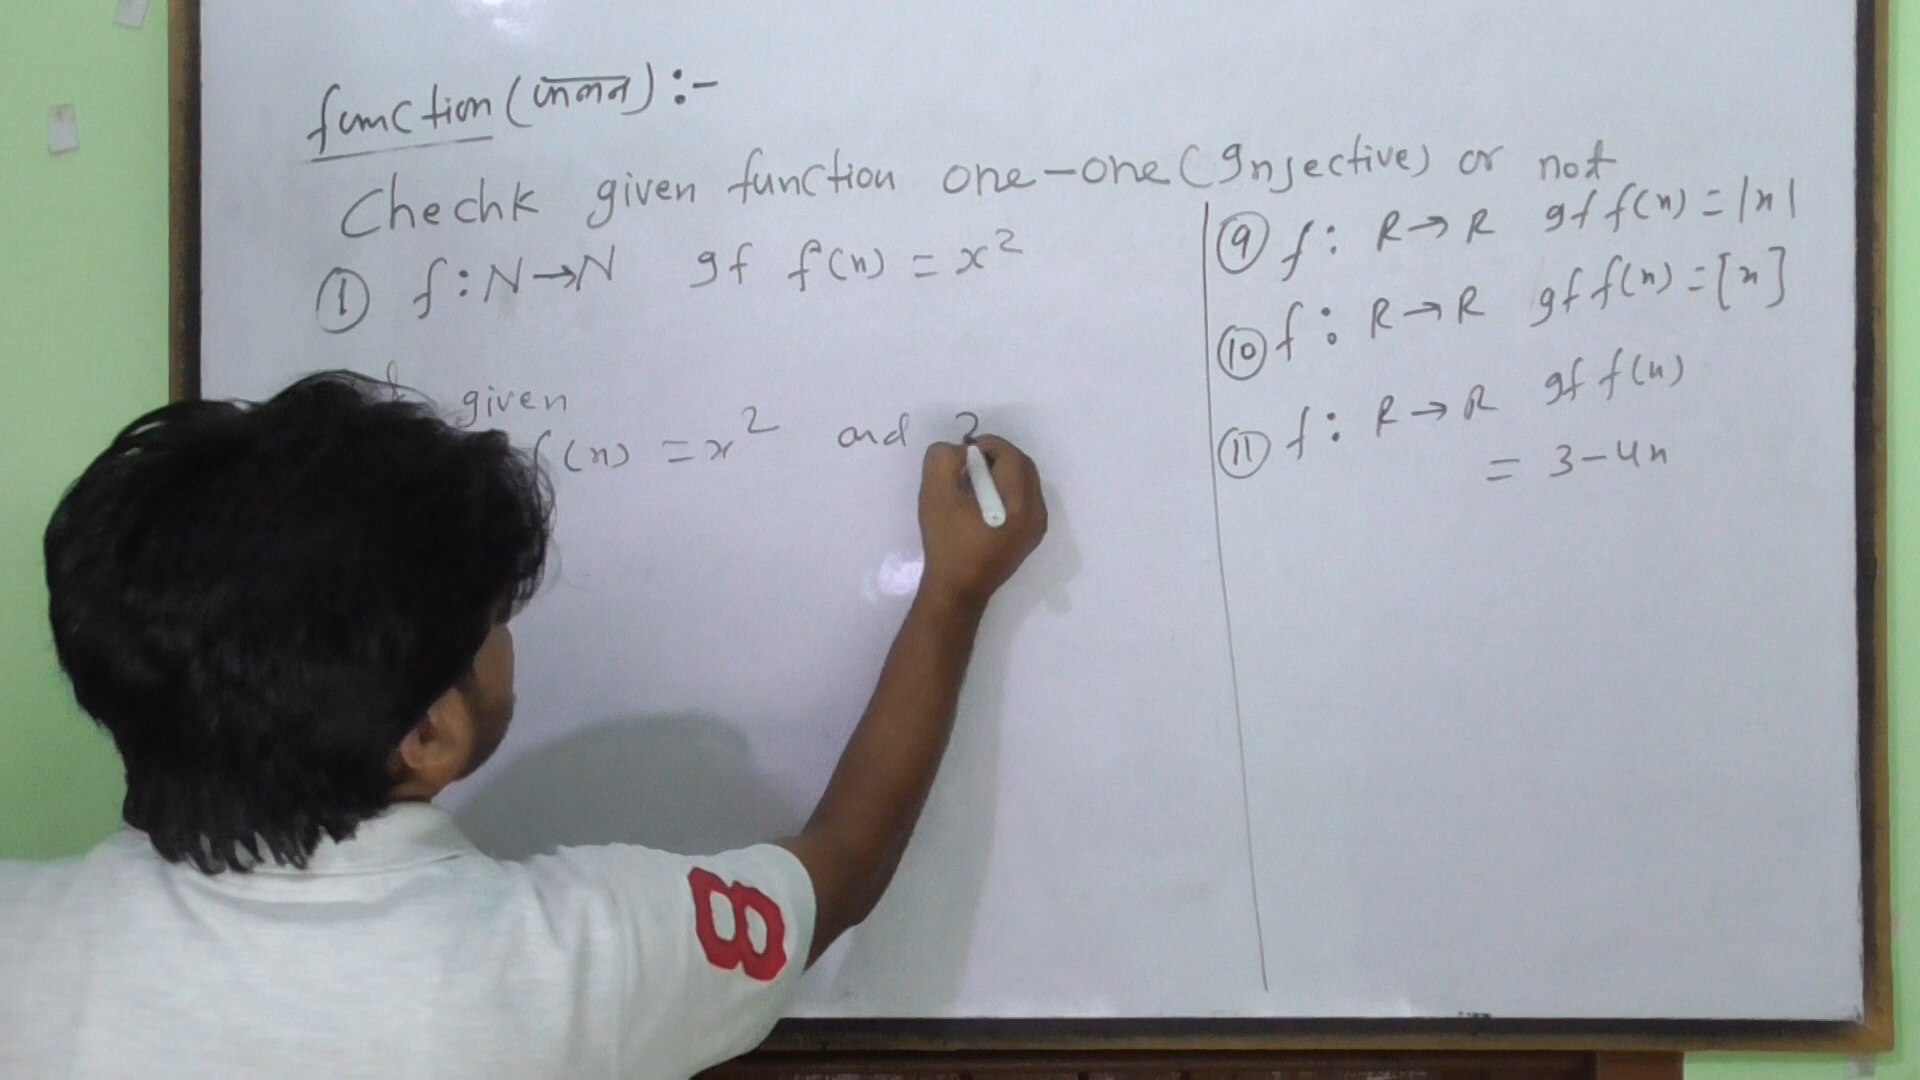 function (फलन) :-
Chechk given function one-one (Injective) or not
① f : N→N If f(x) = x²
given
f(x) = x² and
⑨ f : R→R If f(x) = |x|
⑩ f : R→R If f(x) = [x]
⑪ f : R→R If f(x)
= 3-4x
8